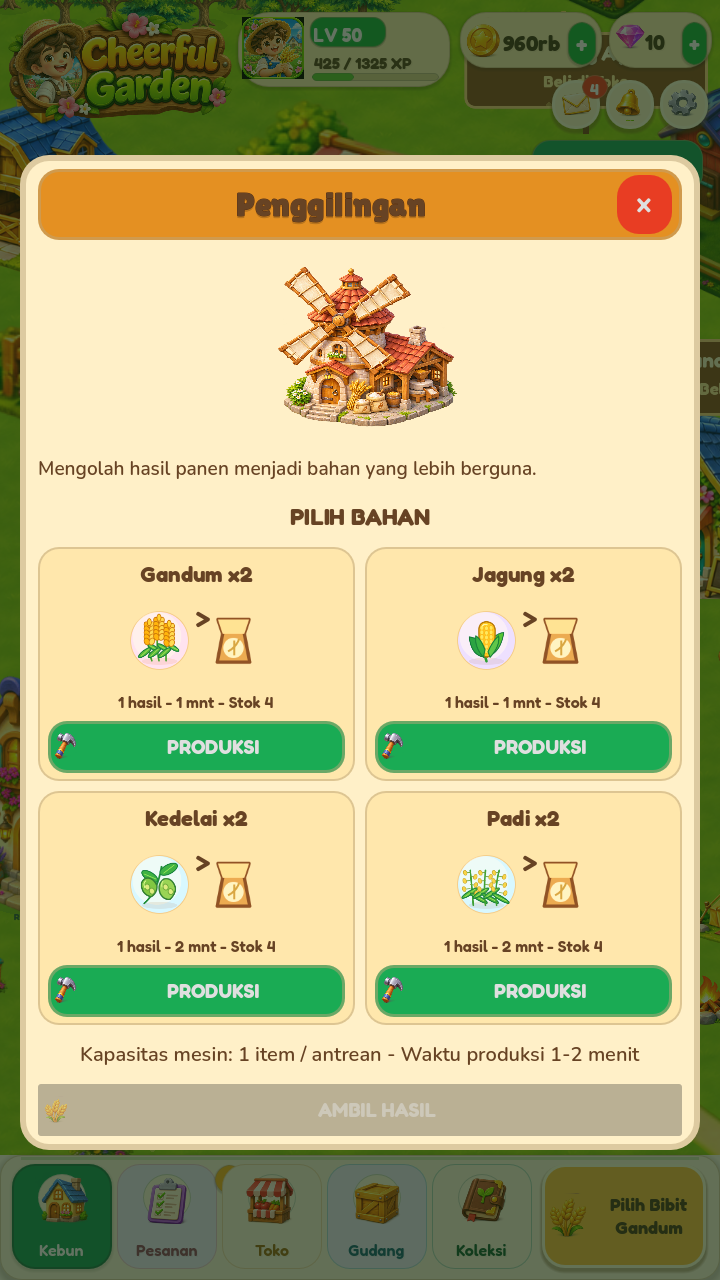 Cheerful
Garden
LV 50
425 / 1325 XP
960rb
+
10
+
4
Penggilingan
×
Mengolah hasil panen menjadi bahan yang lebih berguna.
PILIH BAHAN
Gandum x2
>
1 hasil - 1 mnt - Stok 4
PRODUKSI
Jagung x2
>
1 hasil - 1 mnt - Stok 4
PRODUKSI
Kedelai x2
>
1 hasil - 2 mnt - Stok 4
PRODUKSI
Padi x2
>
1 hasil - 2 mnt - Stok 4
PRODUKSI
Kapasitas mesin: 1 item / antrean - Waktu produksi 1-2 menit
AMBIL HASIL
Kebun
Pesanan
Toko
Gudang
Koleksi
Pilih Bibit
Gandum